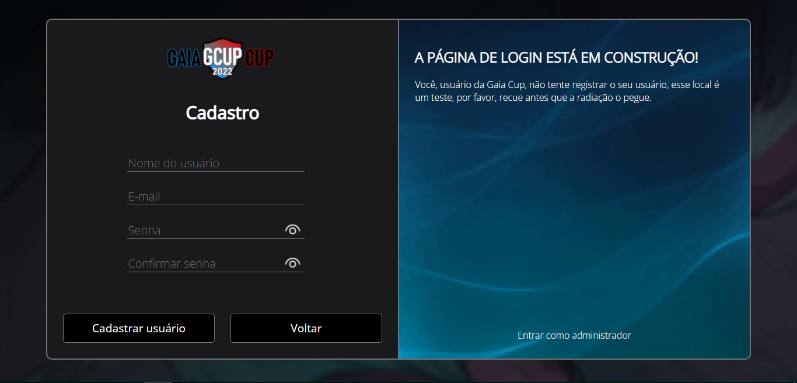 GAIA GCUP CUP
2022
Cadastro
Nome do usuário
E-mail
Senha
Confirmar senha
Cadastrar usuário
Voltar
A PÁGINA DE LOGIN ESTÁ EM CONSTRUÇÃO!
Você, usuário da Gaia Cup, não tente registrar o seu usuário, esse local é
um teste, por favor, recue antes que a radiação o pegue.
Entrar como administrador